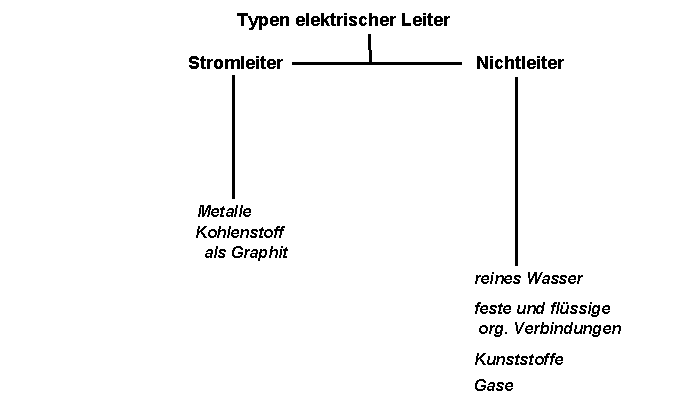 Typen elektrischer Leiter
Stromleiter
Nichtleiter
Metalle
Kohlenstoff
als Graphit
reines Wasser
feste und flüssige
org. Verbindungen
Kunststoffe
Gase